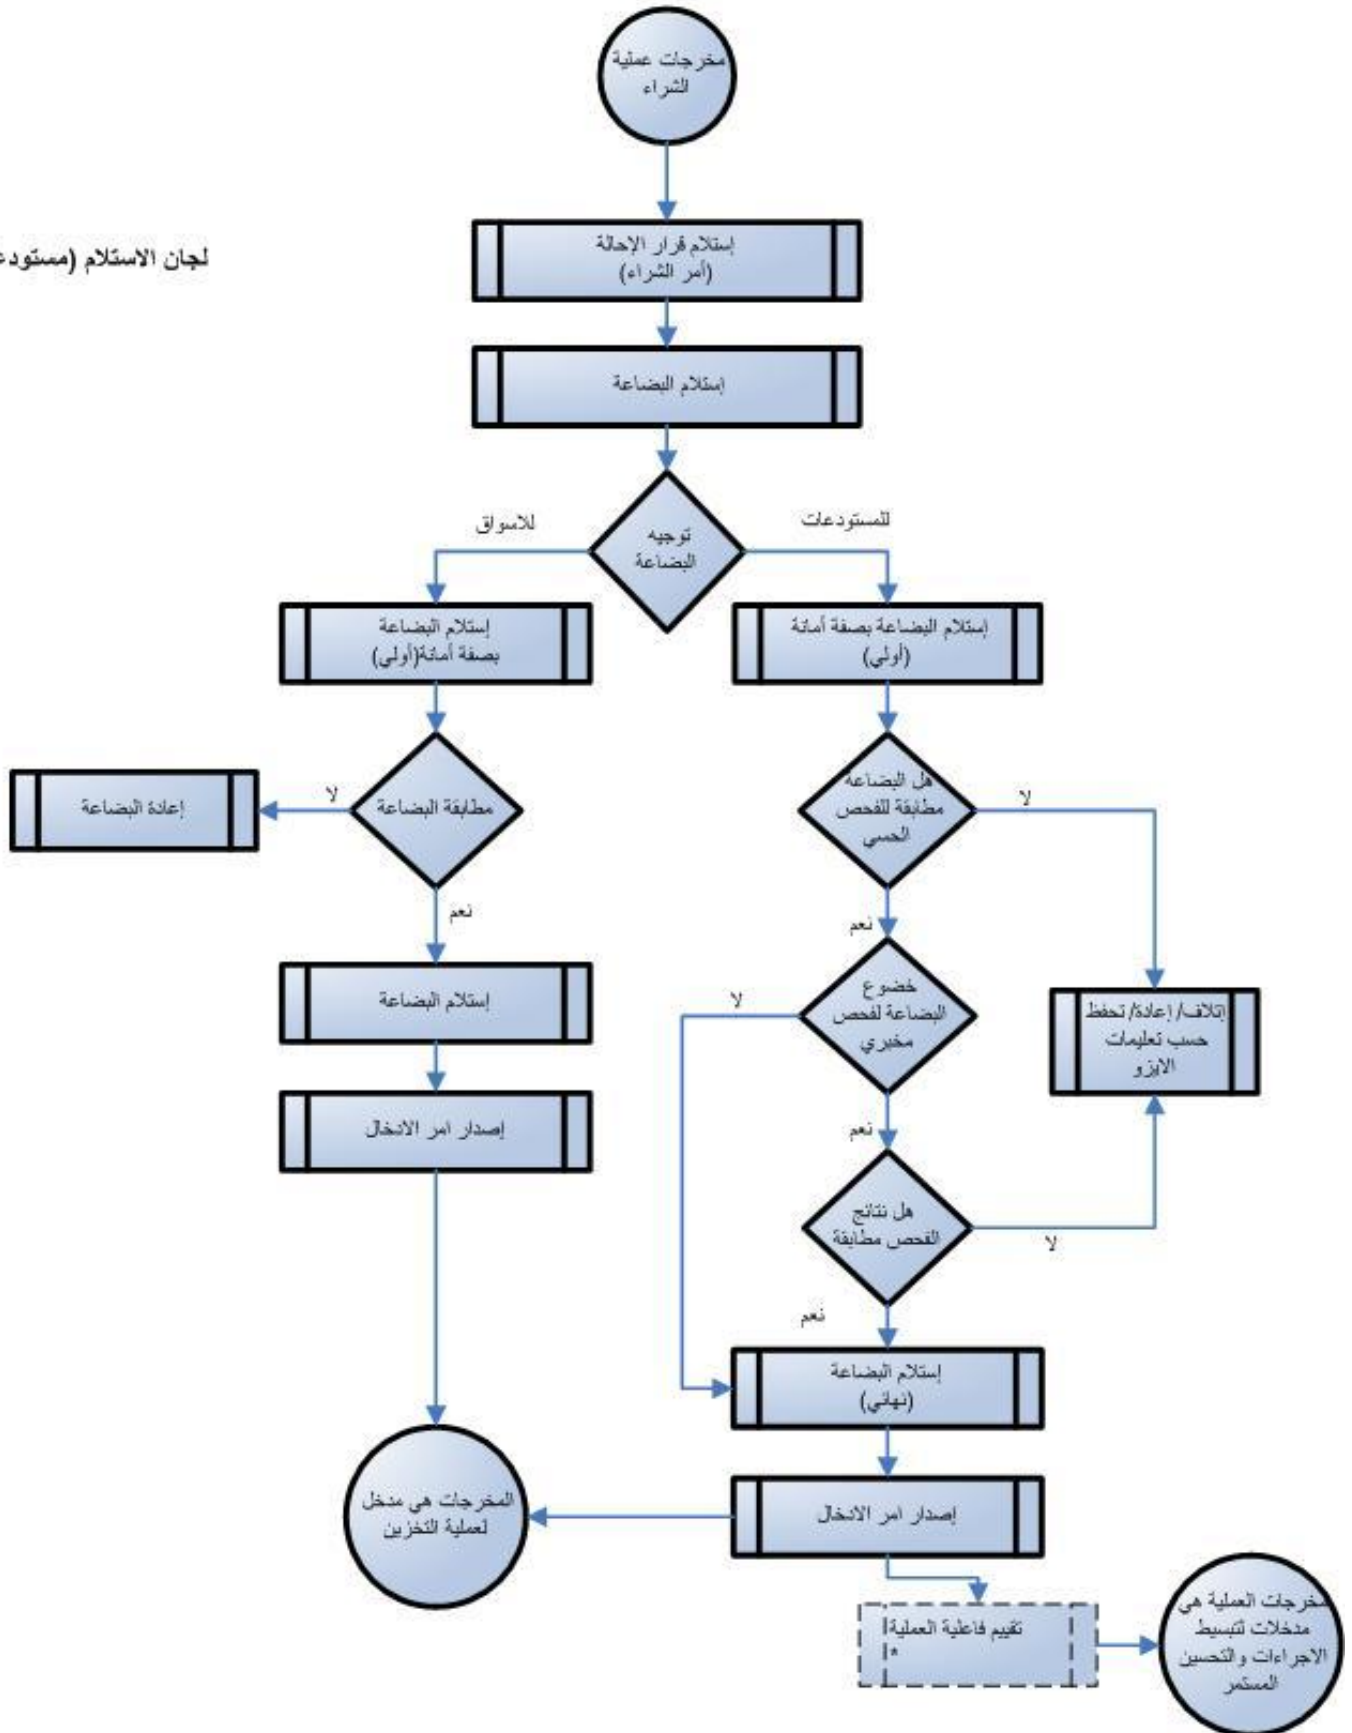 مخرجات عملية
الشراء
لجان الاستلام (مستودع
إستلام قرار الإحالة
(أمر الشراء)
إستلام البضاعة
توجيه
البضاعة
للمستودعات
للاسواق
إستلام البضاعة بصفة أمانة
(أولي)
إستلام البضاعة
بصفة أمانة(أولي)
هل البضاعة
مطابقة للفحص
الحسي
لا
مطابقة البضاعة
لا
إعادة البضاعة
نعم
نعم
خضوع
البضاعة لفحص
مخبري
لا
إتلاف/ إعادة/ تحفظ
حسب تعليمات
الايزو
إستلام البضاعة
نعم
إصدار امر الادخال
هل نتائج
الفحص مطابقة
لا
نعم
إستلام البضاعة
(نهائي)
إصدار امر الادخال
المخرجات هي مدخل
لعملية التخزين
تقييم فاعلية العملية
*
مخرجات العملية هي
مدخلات لتبسيط
الاجراءات والتحسين
المستمر